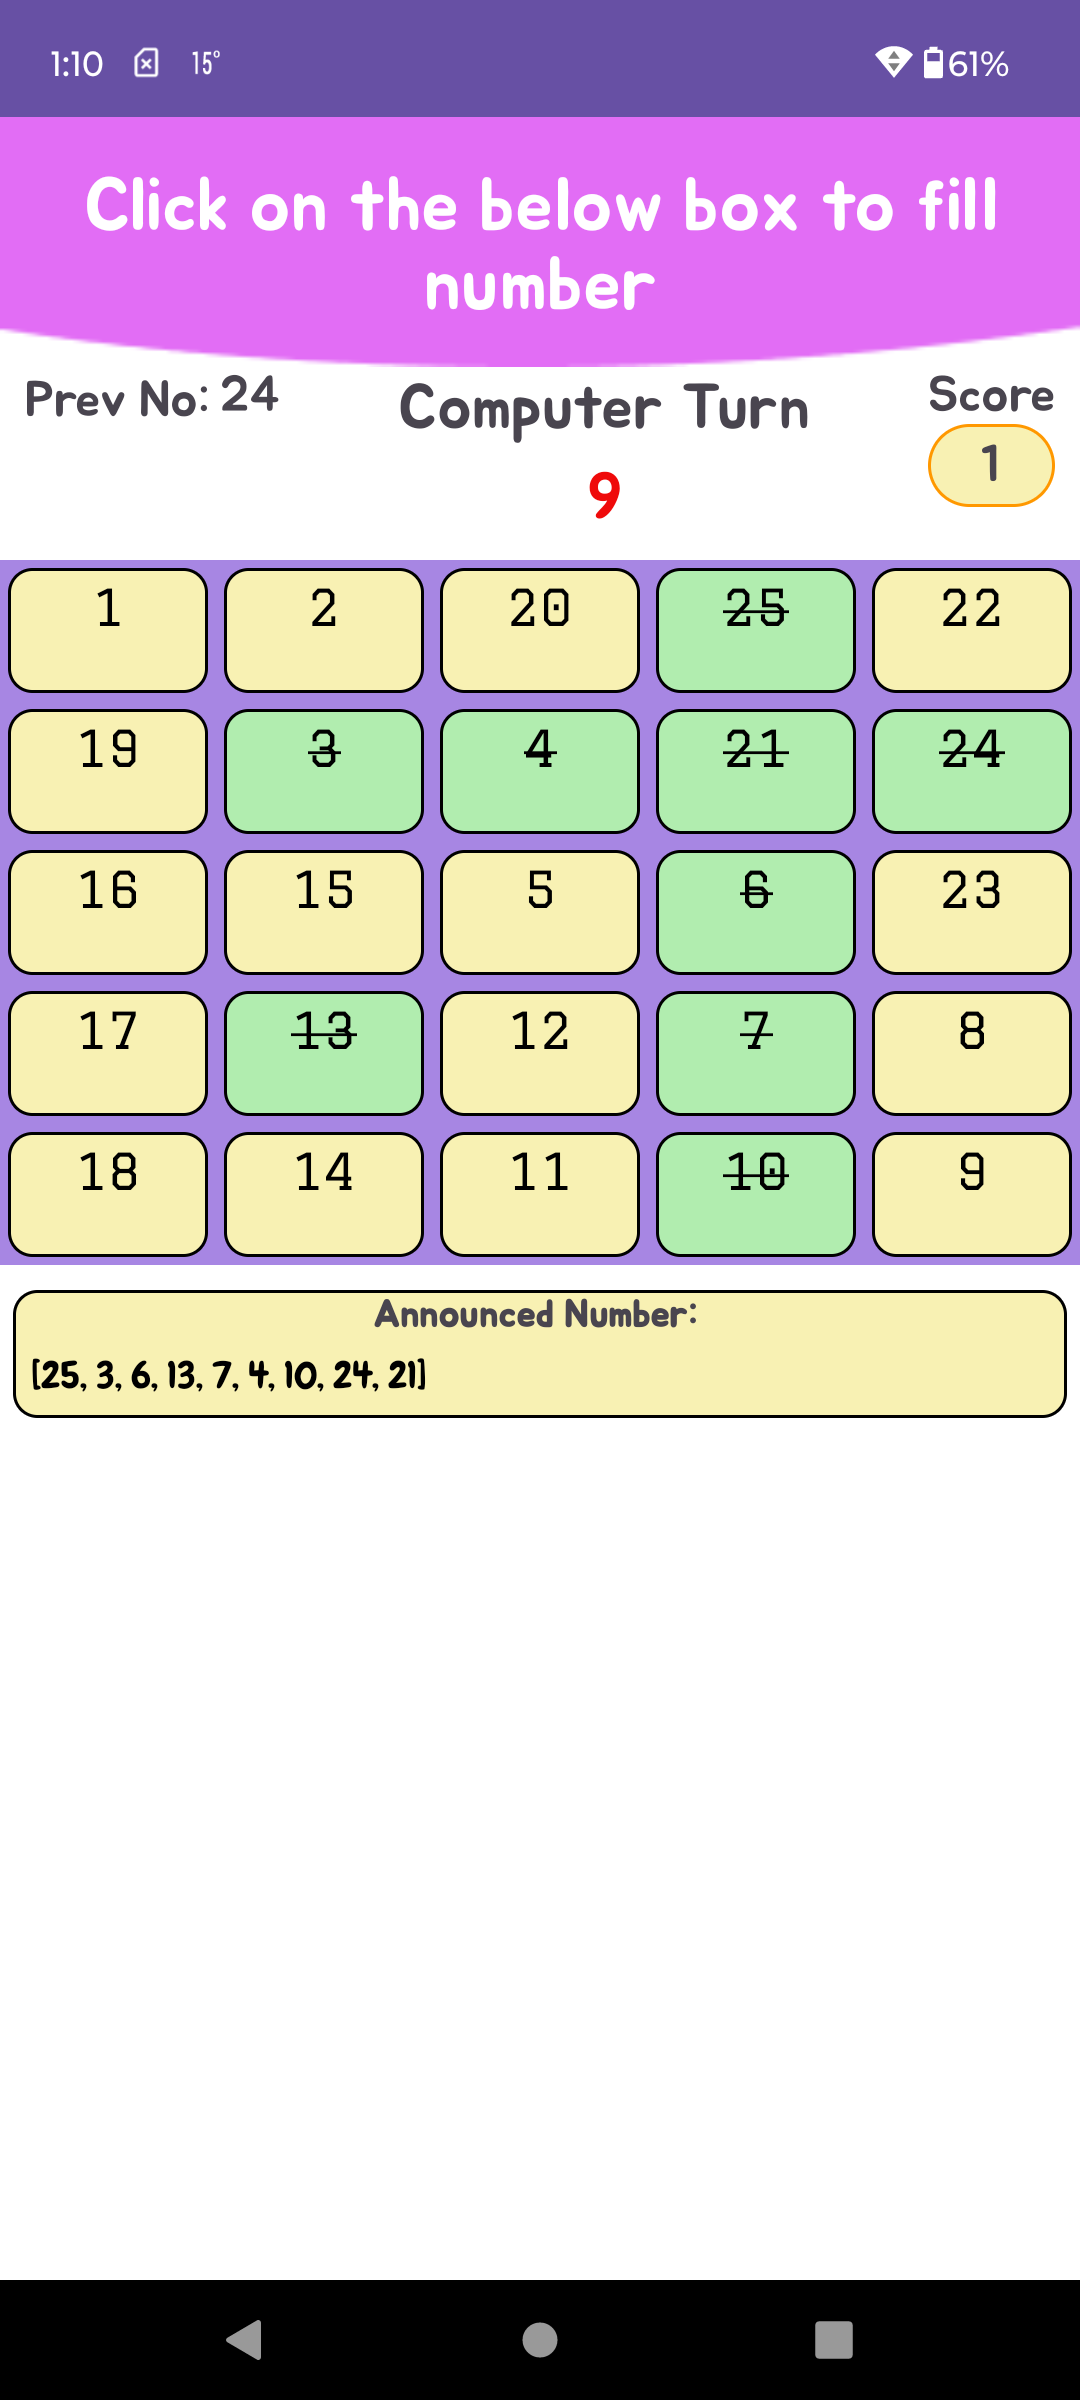 1:10 15° 61%
Click on the below box to fill
number
Prev No: 24 Computer Turn Score
9 1
1 2 20 25 22
19 3 4 21 24
16 15 5 6 23
17 13 12 7 8
18 14 11 10 9
Announced Number:
[25, 3, 6, 13, 7, 4, 10, 24, 21]